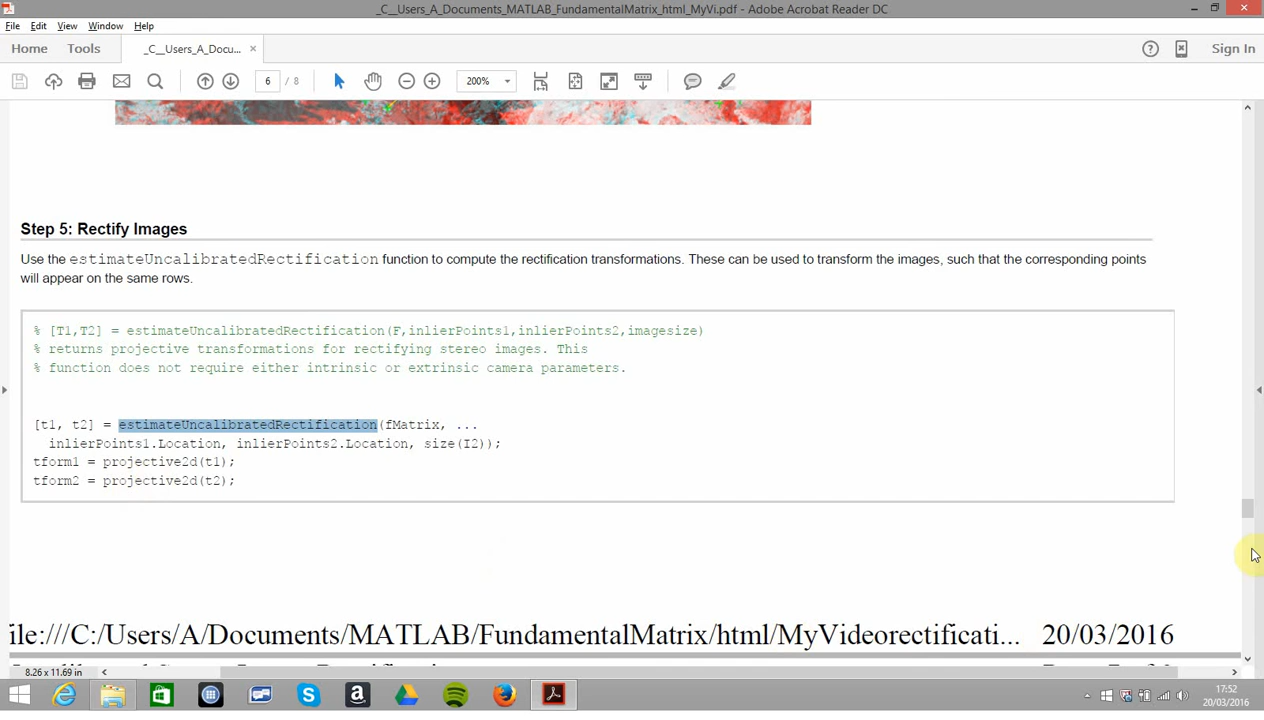 _C__Users_A_Documents_MATLAB_FundamentalMatrix_html_MyVi.pdf - Adobe Acrobat Reader DC
File Edit View Window Help
Home Tools _C__Users_A_Docu... × Sign In
6 / 8 200%
Step 5: Rectify Images
Use the estimateUncalibratedRectification function to compute the rectification transformations. These can be used to transform the images, such that the corresponding points
will appear on the same rows.
% [T1,T2] = estimateUncalibratedRectification(F,inlierPoints1,inlierPoints2,imagesize)
% returns projective transformations for rectifying stereo images. This
% function does not require either intrinsic or extrinsic camera parameters.
[t1, t2] = estimateUncalibratedRectification(fMatrix, ...
inlierPoints1.Location, inlierPoints2.Location, size(I2));
tform1 = projective2d(t1);
tform2 = projective2d(t2);
ile:///C:/Users/A/Documents/MATLAB/FundamentalMatrix/html/MyVideorectificati... 20/03/2016
8.26 x 11.69 in
17:52
20/03/2016